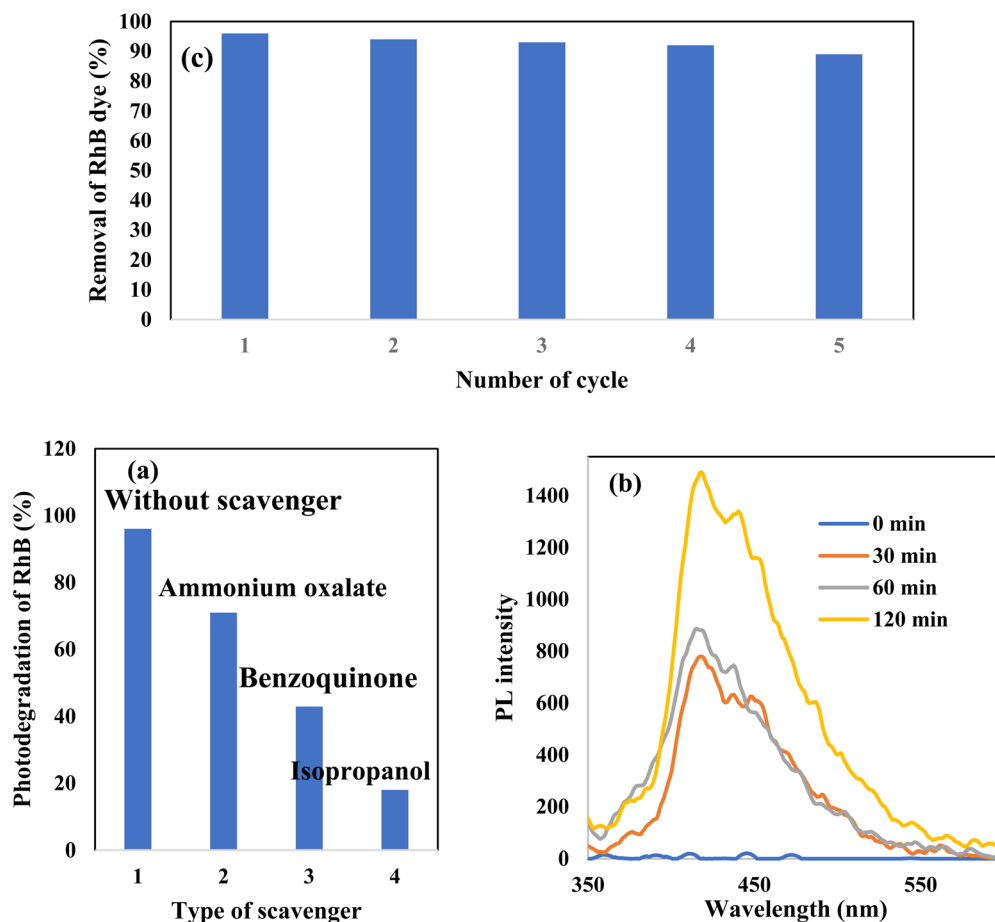 (c)
Removal of RhB dye (%)
100
90
80
70
60
50
40
30
20
10
0
1 2 3 4 5
Number of cycle
(a)
Photodegradation of RhB (%)
120
100
80
60
40
20
0
Without scavenger
Ammonium oxalate
Benzoquinone
Isopropanol
1 2 3 4
Type of scavenger
(b)
PL intensity
1400
1200
1000
800
600
400
200
0
0 min
30 min
60 min
120 min
350 450 550
Wavelength (nm)